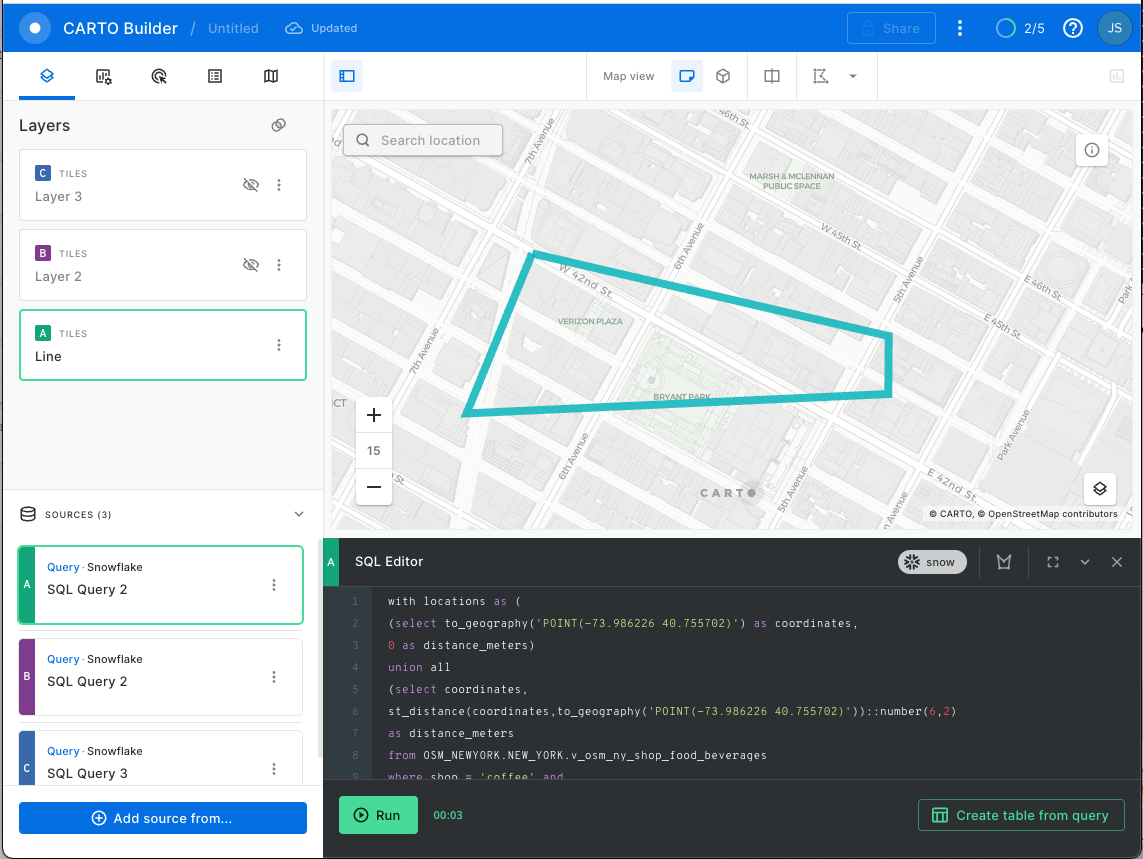 CARTO Builder / Untitled Updated Share 2/5 JS
Map view
Layers
C TILES
Layer 3
B TILES
Layer 2
A TILES
Line
SOURCES (3)
A
Query · Snowflake
SQL Query 2
B
Query · Snowflake
SQL Query 2
C
Query · Snowflake
SQL Query 3
Add source from...
Search location
46th St.
7th Avenue
MARSH & MCLENNAN
PUBLIC SPACE
W 45th St.
6th Avenue
W 42nd St.
5th Avenue
E 46th St.
Park
E 45th St.
VERIZON PLAZA
7th Avenue
BRYANT PARK
ICT
15
6th Avenue
Park Avenue
E 42nd St.
5th Avenue
Avenue
St.
CARTO
© CARTO, © OpenStreetMap contributors
A SQL Editor snow
1 with locations as (
2 (select to_geography('POINT(-73.986226 40.755702)') as coordinates,
3 0 as distance_meters)
4 union all
5 (select coordinates,
6 st_distance(coordinates,to_geography('POINT(-73.986226 40.755702)'))::number(6,2)
7 as distance_meters
8 from OSM_NEWYORK.NEW_YORK.v_osm_ny_shop_food_beverages
9 where shop = 'coffee' and
Run 00:03 Create table from query